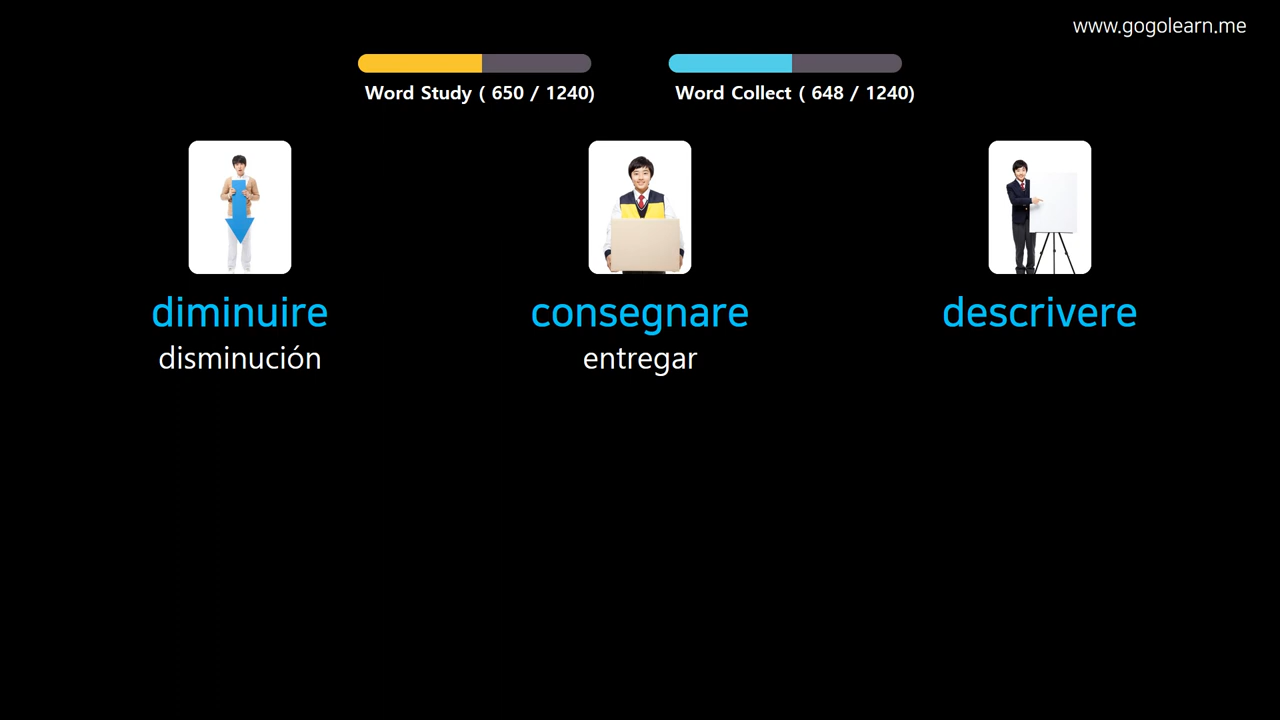 www.gogolearn.me
Word Study ( 650 / 1240)
Word Collect ( 648 / 1240)
diminuire
disminución
consegnare
entregar
descrivere